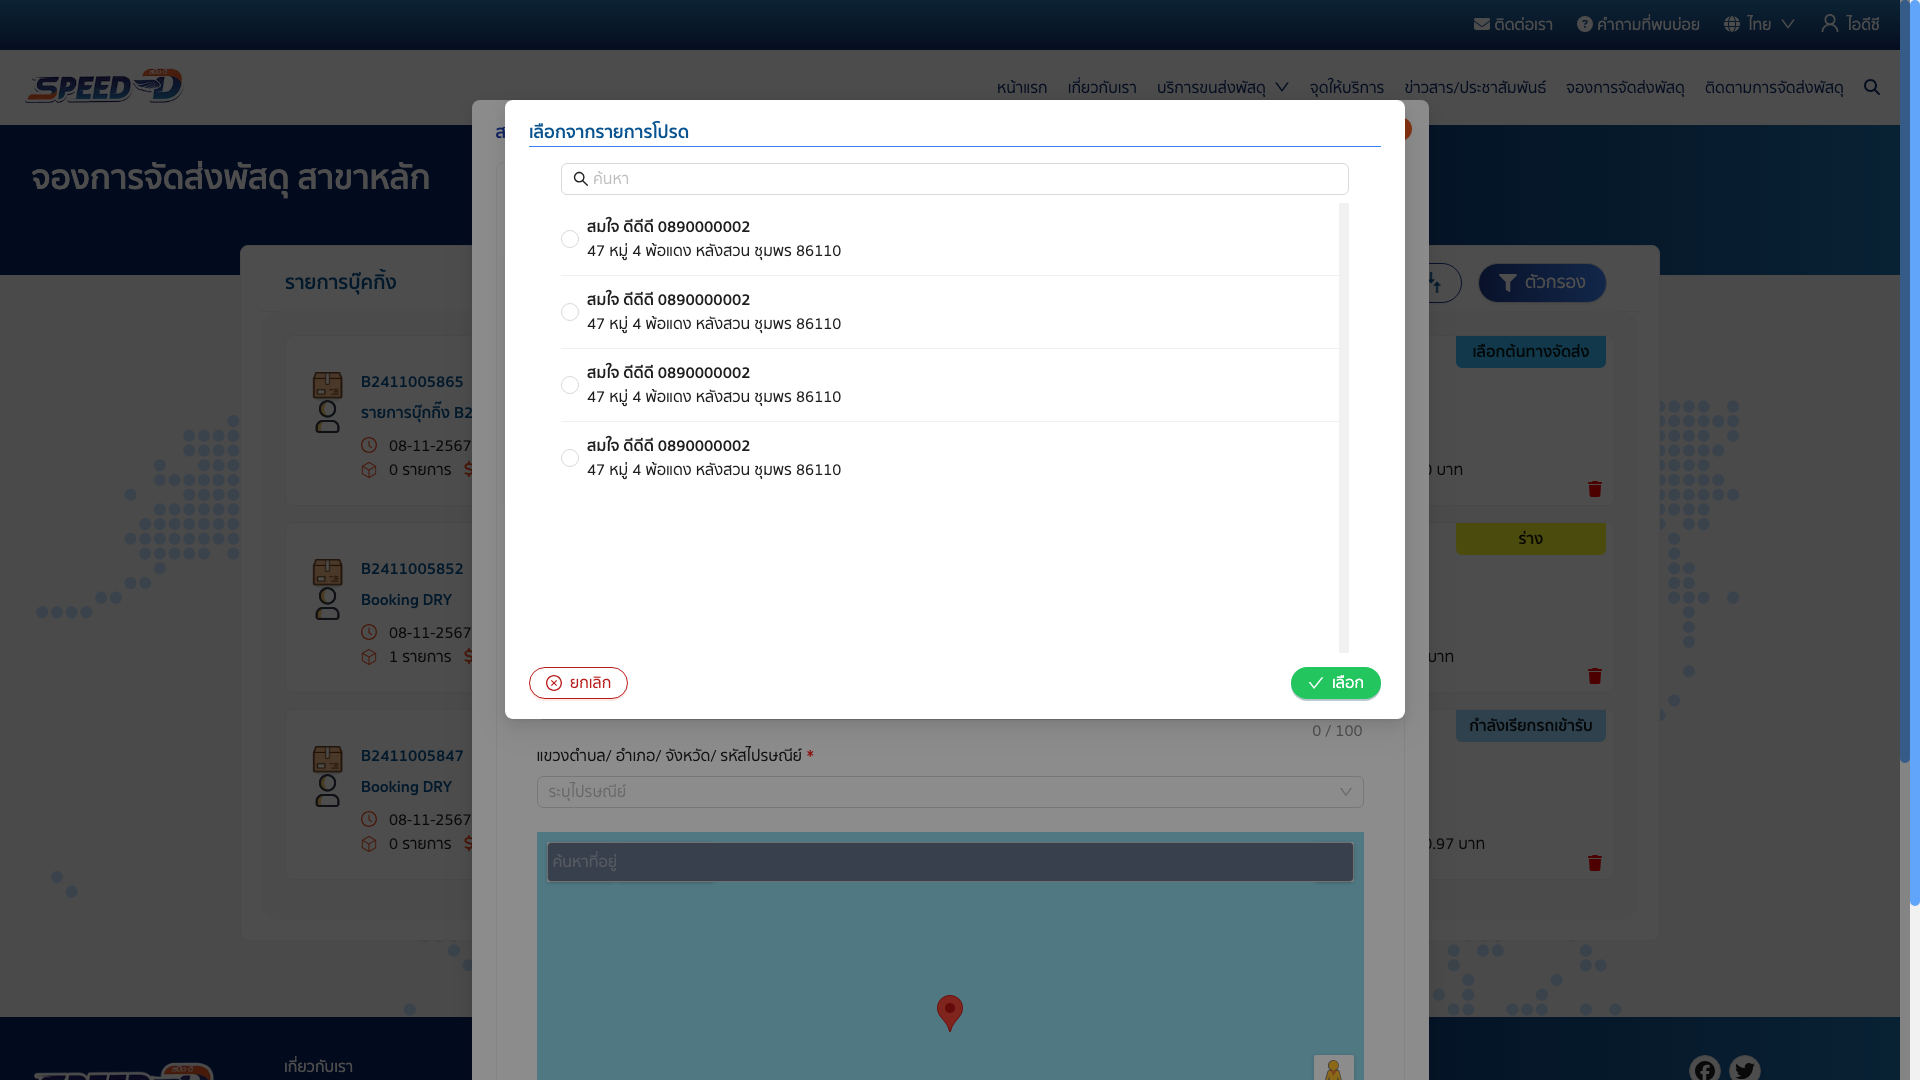 ติดต่อเรา คำถามที่พบบ่อย ไทย ไอดีซี
SPEED-D
หน้าแรก เกี่ยวกับเรา บริการขนส่งพัสดุ จุดให้บริการ ข่าวสาร/ประชาสัมพันธ์ จองการจัดส่งพัสดุ ติดตามการจัดส่งพัสดุ
จองการจัดส่งพัสดุ สาขาหลัก
เลือกจากรายการโปรด
ค้นหา
สมใจ ดีดีดี 0890000002
47 หมู่ 4 พ้อแดง หลังสวน ชุมพร 86110
สมใจ ดีดีดี 0890000002
47 หมู่ 4 พ้อแดง หลังสวน ชุมพร 86110
สมใจ ดีดีดี 0890000002
47 หมู่ 4 พ้อแดง หลังสวน ชุมพร 86110
สมใจ ดีดีดี 0890000002
47 หมู่ 4 พ้อแดง หลังสวน ชุมพร 86110
ยกเลิก เลือก
0 / 100
แขวงตำบล/ อำเภอ/ จังหวัด/ รหัสไปรษณีย์ *
ระบุไปรษณีย์
ค้นหาที่อยู่
รายการบุ๊คกิ้ง
ตัวกรอง
B2411005865
เลือกต้นทางจัดส่ง
รายการบุ๊กกิ๊ง B2
08-11-2567
0 รายการ
บาท
B2411005852
ร่าง
Booking DRY
08-11-2567
1 รายการ
บาท
B2411005847
กำลังเรียกรถเข้ารับ
Booking DRY
08-11-2567
0 รายการ
0.97 บาท
เกี่ยวกับเรา